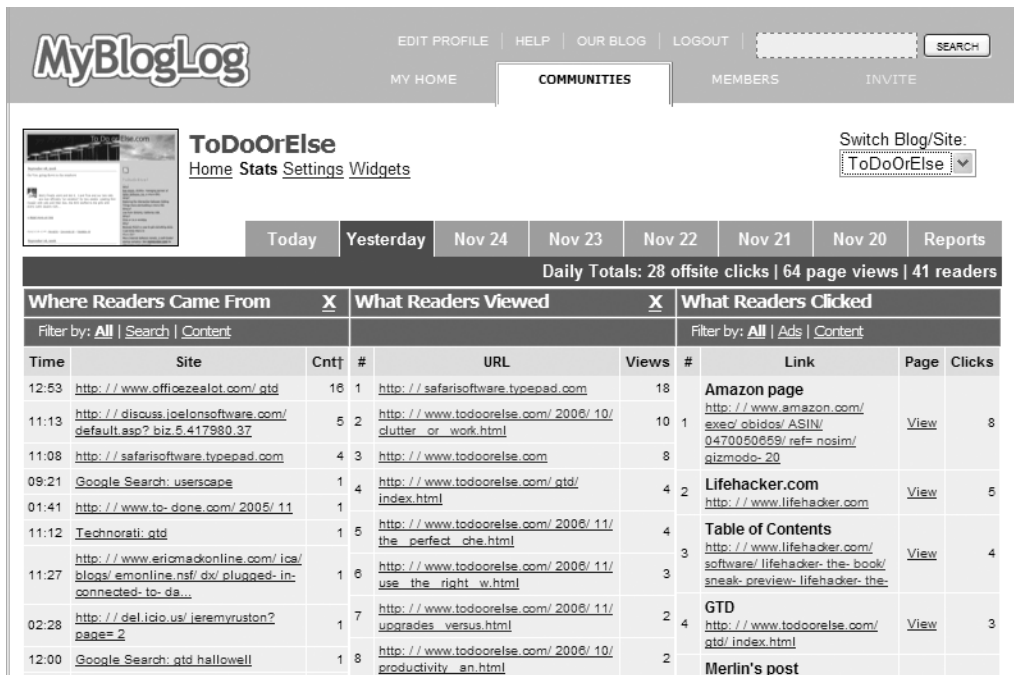 MyBlogLog
EDIT PROFILE | HELP | OUR BLOG | LOGOUT | SEARCH
MY HOME COMMUNITIES MEMBERS INVITE
ToDoOrElse
Home Stats Settings Widgets
Switch Blog/Site:
ToDoOrElse
Today Yesterday Nov 24 Nov 23 Nov 22 Nov 21 Nov 20 Reports
Daily Totals: 28 offsite clicks | 64 page views | 41 readers
Where Readers Came From X
Filter by: All | Search | Content
Time Site Cnt†
12:53 http: / / www.officezealot.com/ gtd 16
11:13 http: / / discuss.joelonsoftware.com/
default.asp? biz.5.417980.37 5
11:08 http: / / safarisoftware.typepad.com 4
09:21 Google Search: userscape 1
01:41 http: / / www.to- done.com/ 2005/ 11 1
11:12 Technorati: gtd 1
11:27 http: / / www.ericmackonline.com/ ica/
blogs/ emonline.nsf/ dx/ plugged- in-
connected- to- da... 1
02:28 http: / / del.icio.us/ jeremyruston?
page= 2 1
12:00 Google Search: gtd hallowell 1
What Readers Viewed X
# URL Views
1 http: / / safarisoftware.typepad.com 18
2 http: / / www.todoorelse.com/ 2006/ 10/
clutter_or_work.html 10
3 http: / / www.todoorelse.com 8
4 http: / / www.todoorelse.com/ gtd/
index.html 4
5 http: / / www.todoorelse.com/ 2006/ 11/
the_perfect_che.html 4
6 http: / / www.todoorelse.com/ 2006/ 11/
use_the_right_w.html 3
7 http: / / www.todoorelse.com/ 2006/ 11/
upgrades_versus.html 2
8 http: / / www.todoorelse.com/ 2006/ 10/
productivity_an.html 2
What Readers Clicked
Filter by: All | Ads | Content
# Link Page Clicks
Amazon page
1 http: / / www.amazon.com/
exec/ obidos/ ASIN/
0470050659/ ref= nosim/
gizmodo- 20 View 8
Lifehacker.com
2 http: / / www.lifehacker.com View 5
Table of Contents
3 http: / / www.lifehacker.com/
software/ lifehacker- the- book/
sneak- preview- lifehacker- the- View 4
GTD
4 http: / / www.todoorelse.com/
gtd/ index.html View 3
Merlin's post